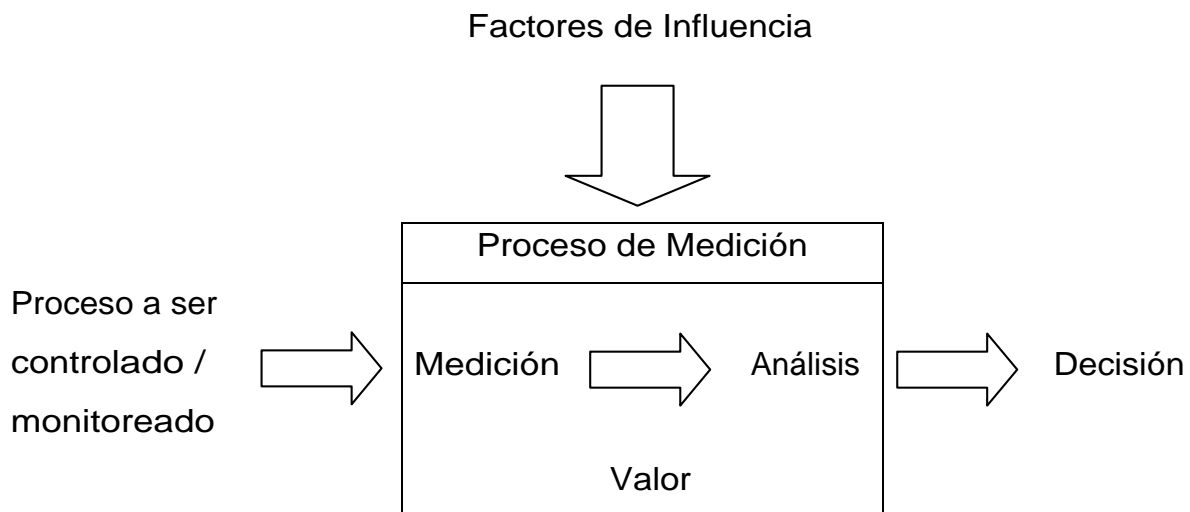 Factores de Influencia
Proceso de Medición
Proceso a ser
controlado /
monitoreado
Medición
Análisis
Decisión
Valor